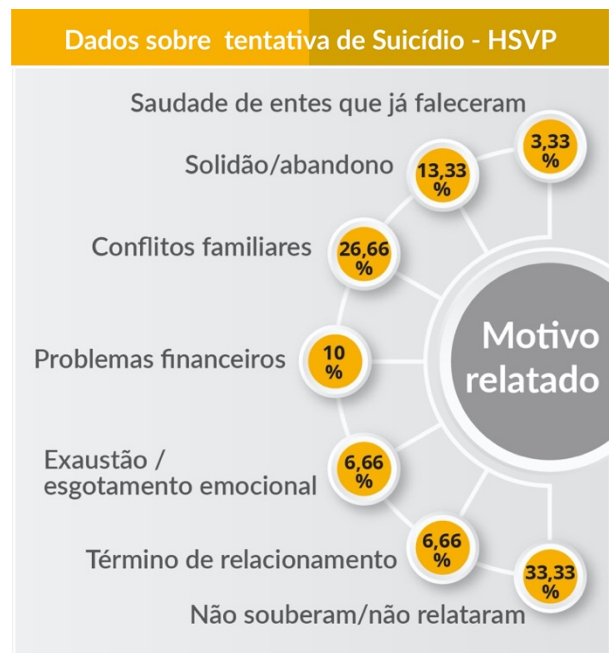 Dados sobre tentativa de Suicídio - HSVP
Saudade de entes que já faleceram
3,33
%
Solidão/abandono
13,33
%
Conflitos familiares
26,66
%
Problemas financeiros
10
%
Motivo
relatado
Exaustão /
esgotamento emocional
6,66
%
Término de relacionamento
6,66
%
Não souberam/não relataram
33,33
%